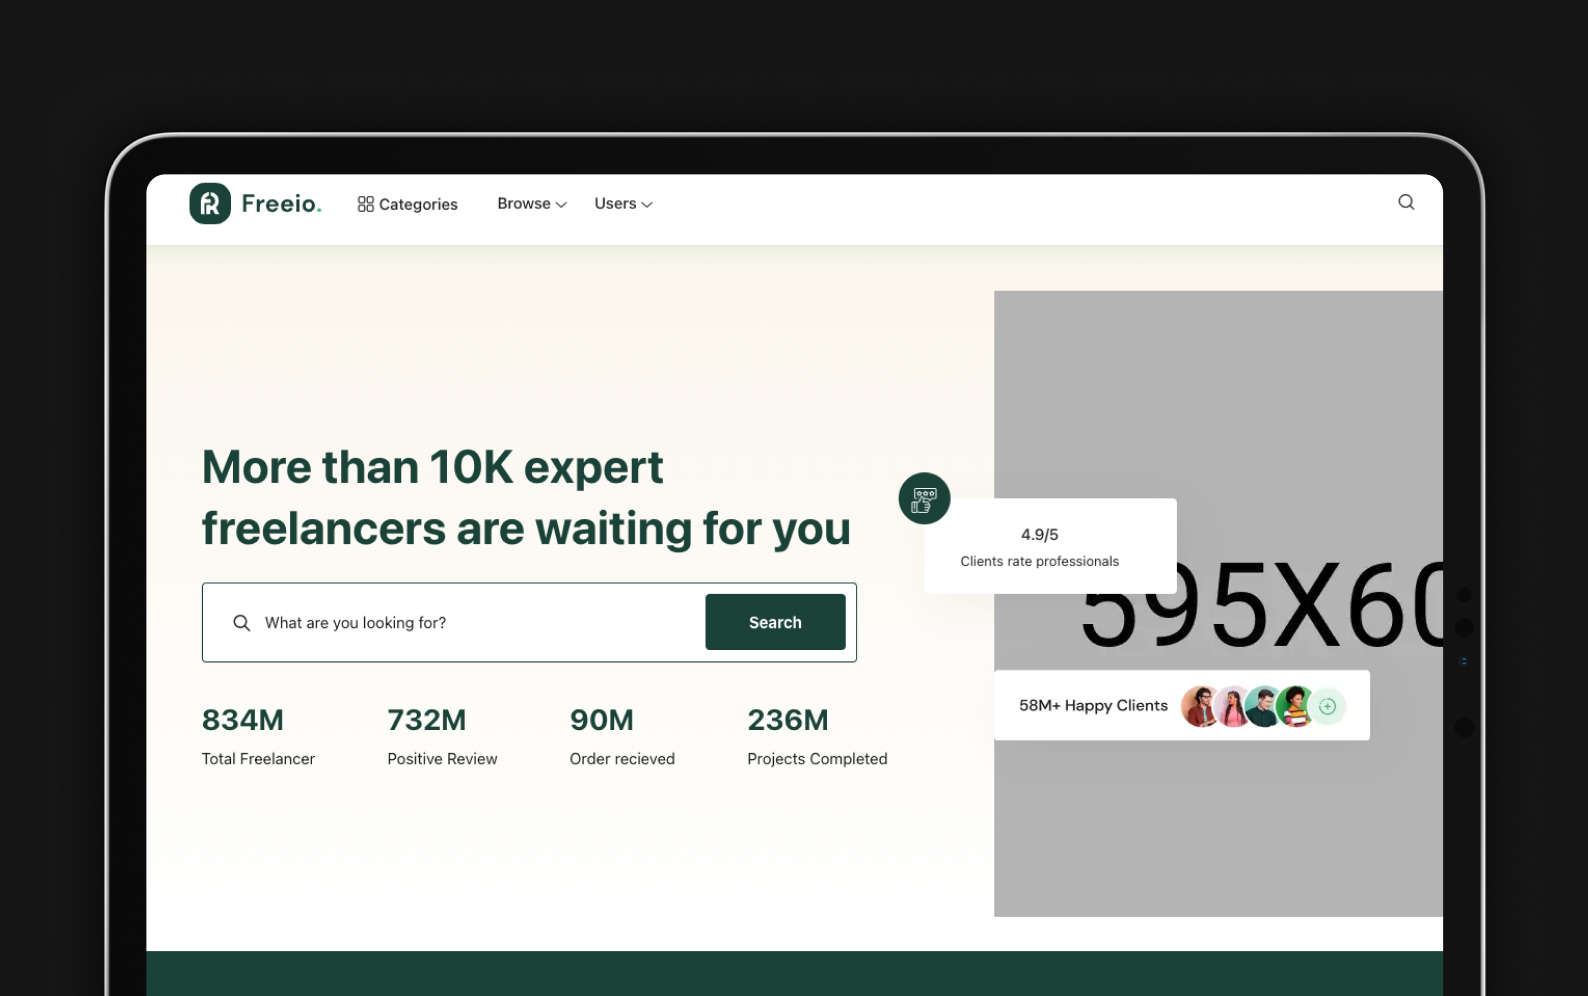 Freeio.
Categories
Browse
Users
More than 10K expert
freelancers are waiting for you
What are you looking for?
Search
834M
Total Freelancer
732M
Positive Review
90M
Order recieved
236M
Projects Completed
4.9/5
Clients rate professionals
595X60
58M+ Happy Clients